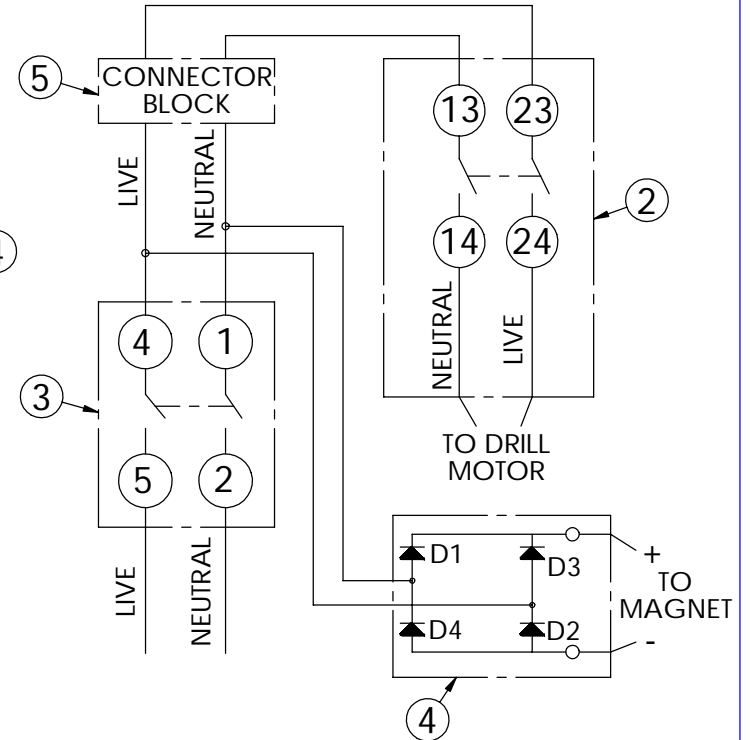 5
CONNECTOR
BLOCK
13
23
LIVE
NEUTRAL
2
14
24
4
1
NEUTRAL
LIVE
3
5
2
TO DRILL
MOTOR
D1
D3
+
TO
MAGNET
D4
D2
-
LIVE
NEUTRAL
4